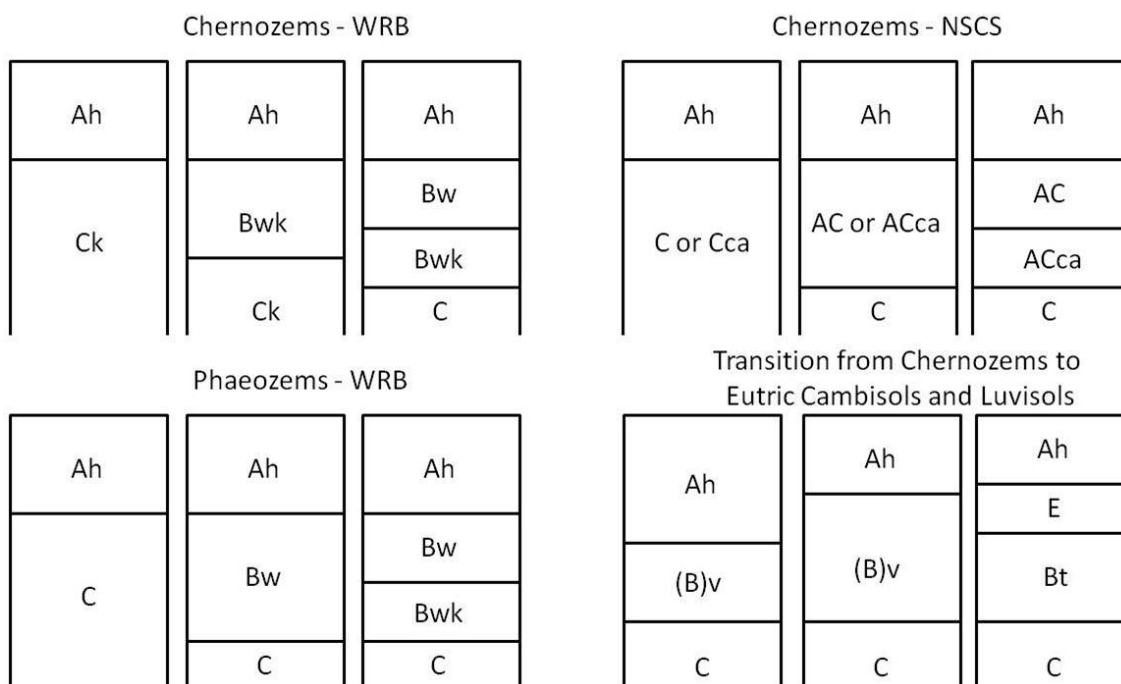 Chernozems - WRB
Ah
Ck
Ah
Bwk
Ck
Ah
Bw
Bwk
C
Chernozems - NSCS
Ah
C or Cca
Ah
AC or ACca
C
Ah
AC
ACca
C
Phaeozems - WRB
Ah
C
Ah
Bw
C
Ah
Bw
Bwk
C
Transition from Chernozems to
Eutric Cambisols and Luvisols
Ah
(B)v
C
Ah
(B)v
C
Ah
E
Bt
C